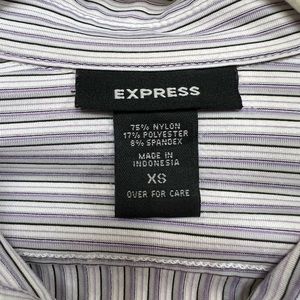 EXPRESS
75% NYLON
17% POLYESTER
8% SPANDEX
MADE IN
INDONESIA
XS
OVER FOR CARE